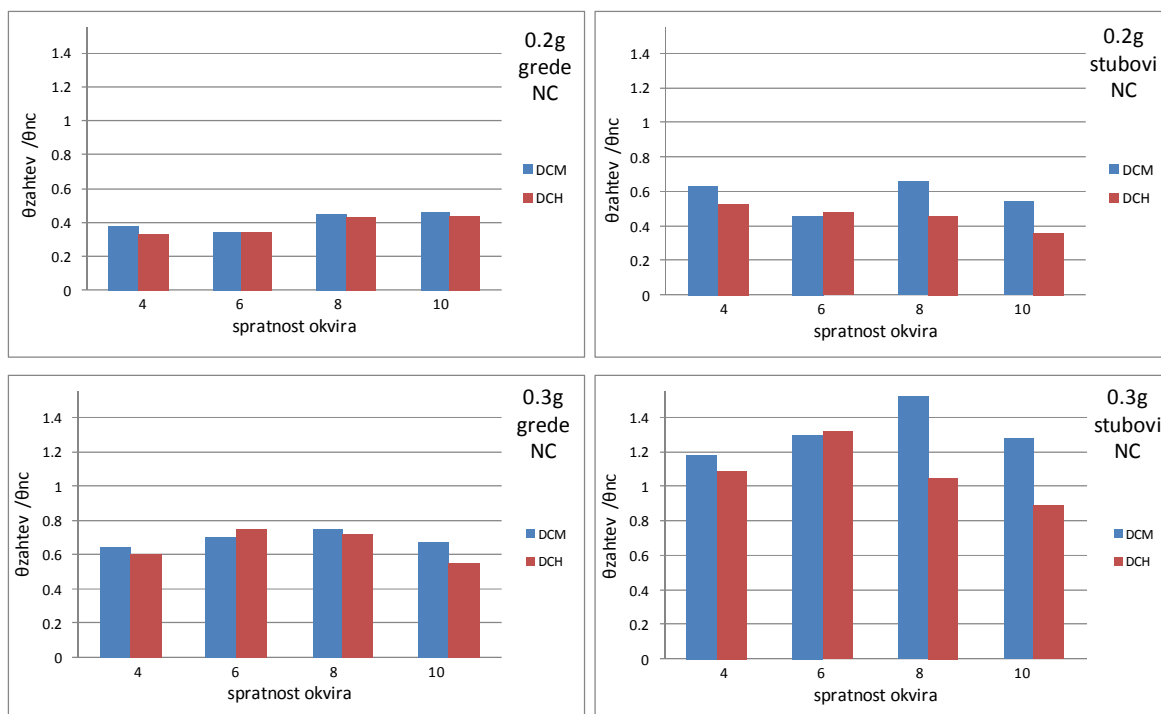 0.2g
grede
NC
1.4
1.2
1
0.8
0.6
0.4
0.2
0
θzahtev /θnc
4 6 8 10
spratnost okvira
DCM
DCH
0.2g
stubovi
NC
1.4
1.2
1
0.8
0.6
0.4
0.2
0
θzahtev /θnc
4 6 8 10
spratnost okvira
DCM
DCH
0.3g
grede
NC
1.4
1.2
1
0.8
0.6
0.4
0.2
0
θzahtev /θnc
4 6 8 10
spratnost okvira
DCM
DCH
0.3g
stubovi
NC
1.4
1.2
1
0.8
0.6
0.4
0.2
0
θzahtev /θnc
4 6 8 10
spratnost okvira
DCM
DCH